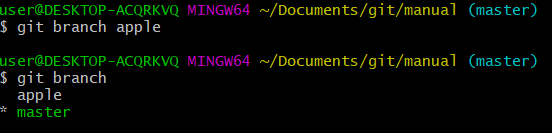 user@DESKTOP-ACQRKVQ MINGW64 ~/Documents/git/manual (master)
$ git branch apple
user@DESKTOP-ACQRKVQ MINGW64 ~/Documents/git/manual (master)
$ git branch
  apple
* master